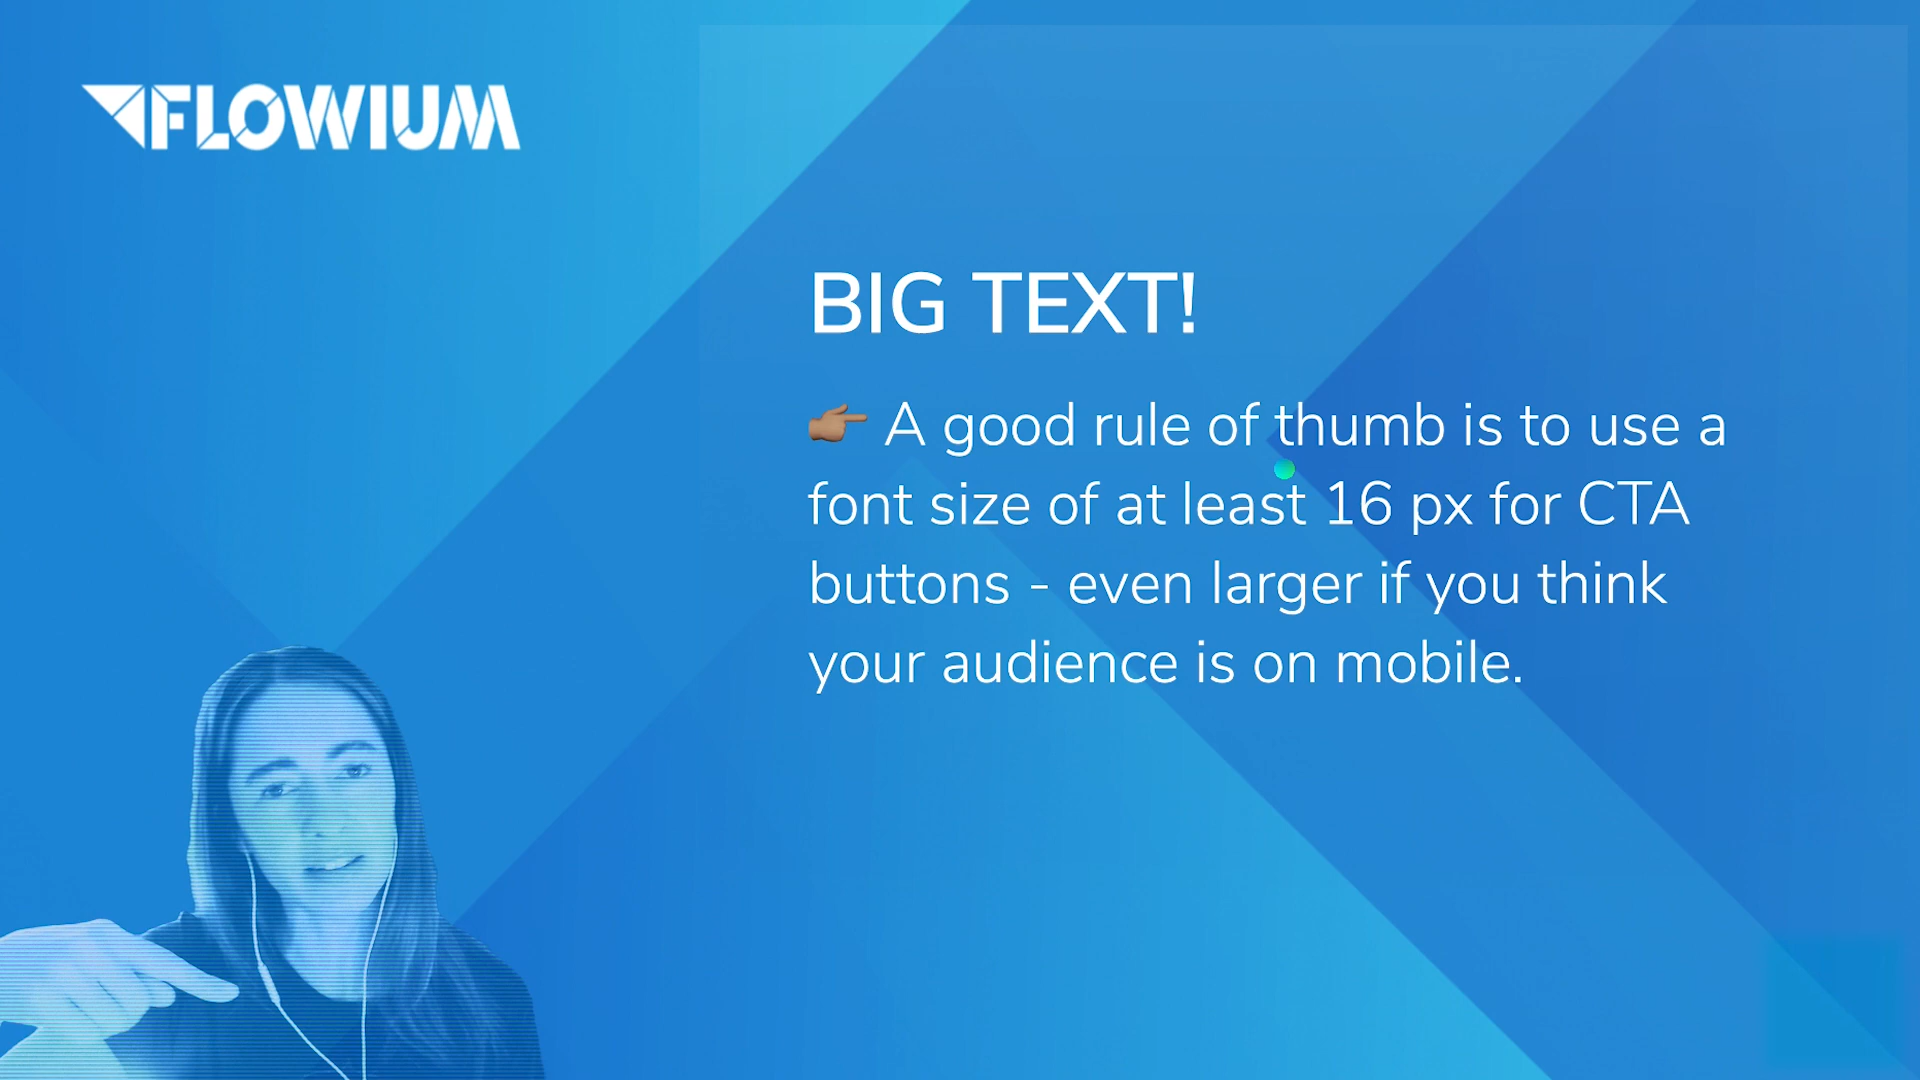 FLOWIUM
BIG TEXT!
👉🏽 A good rule of thumb is to use a
font size of at least 16 px for CTA
buttons - even larger if you think
your audience is on mobile.